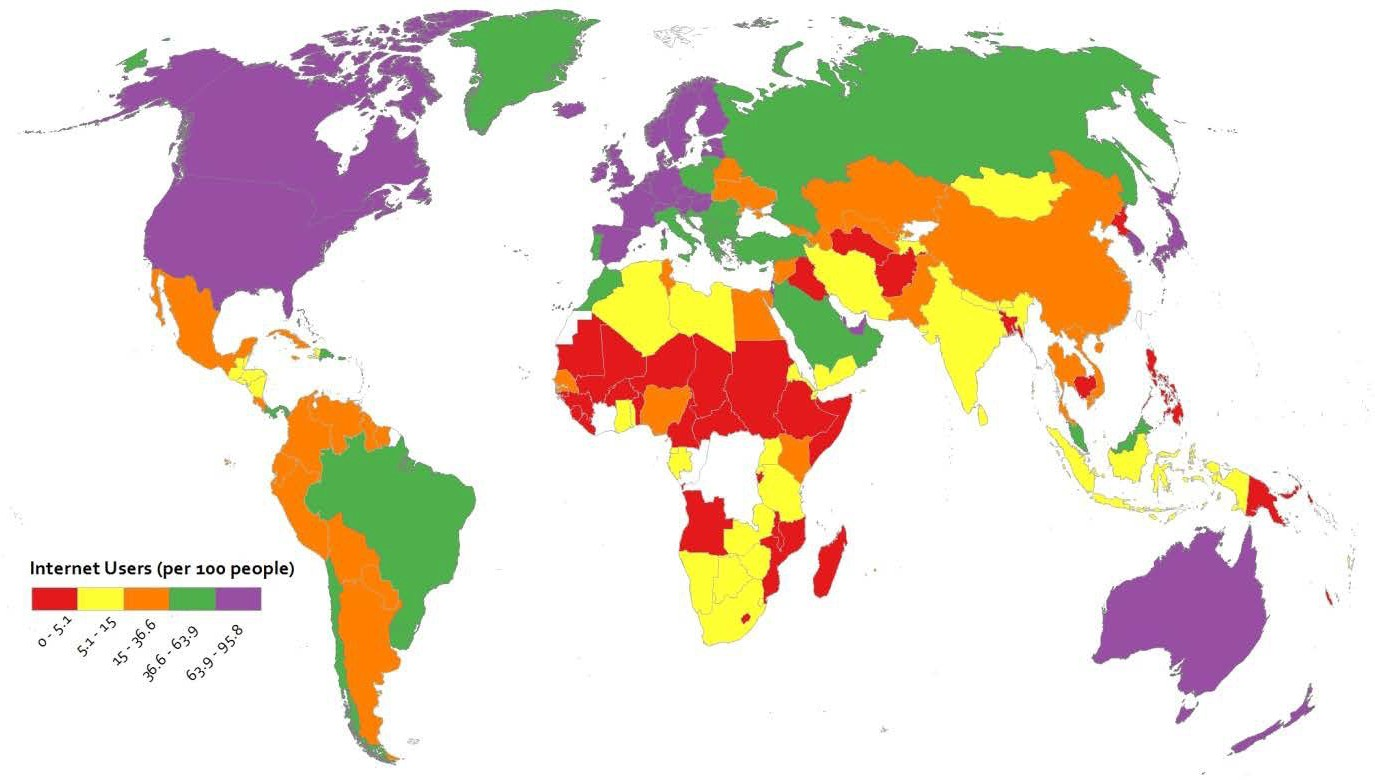 Internet Users (per 100 people)
0 - 5.1
5.1 - 15
15 - 36.6
36.6 - 63.9
63.9 - 95.8